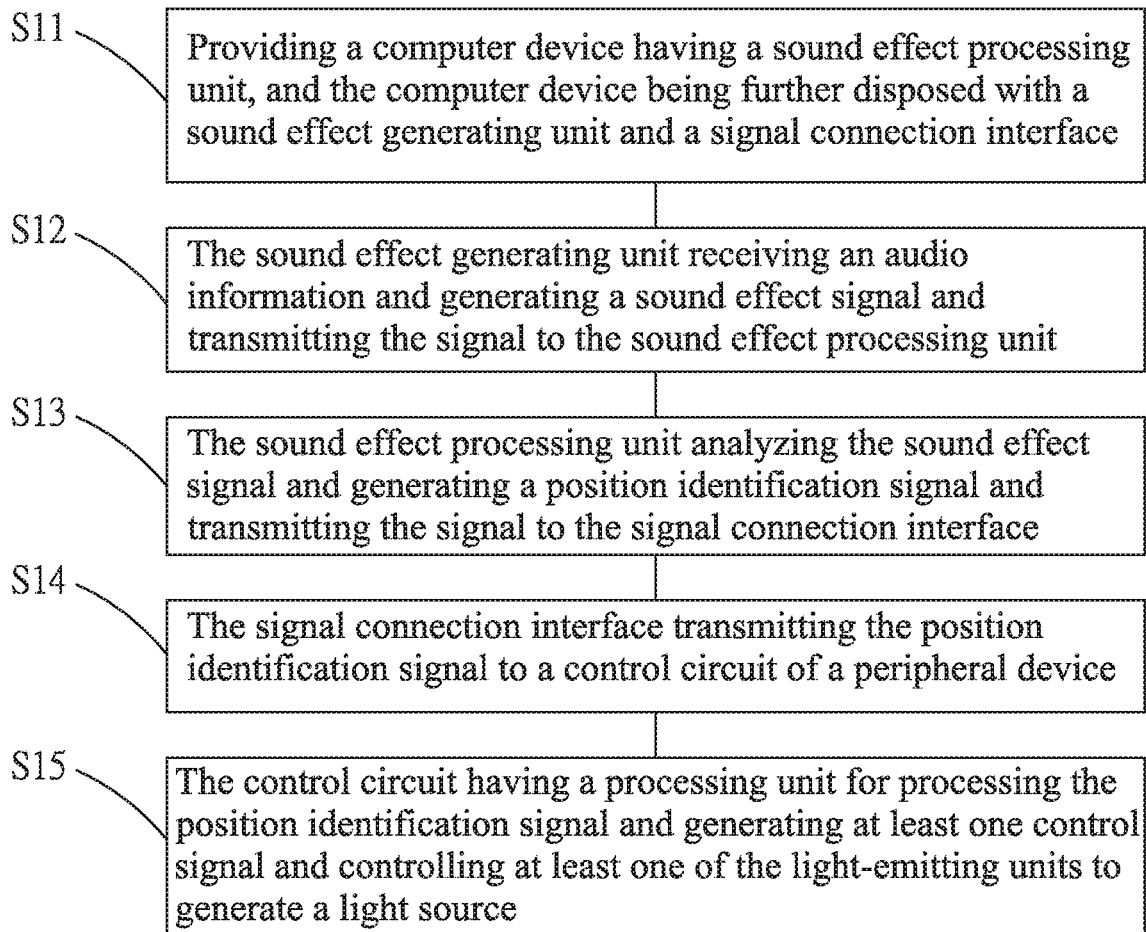 S11
Providing a computer device having a sound effect processing
unit, and the computer device being further disposed with a
sound effect generating unit and a signal connection interface
S12
The sound effect generating unit receiving an audio
information and generating a sound effect signal and
transmitting the signal to the sound effect processing unit
S13
The sound effect processing unit analyzing the sound effect
signal and generating a position identification signal and
transmitting the signal to the signal connection interface
S14
The signal connection interface transmitting the position
identification signal to a control circuit of a peripheral device
S15
The control circuit having a processing unit for processing the
position identification signal and generating at least one control
signal and controlling at least one of the light-emitting units to
generate a light source